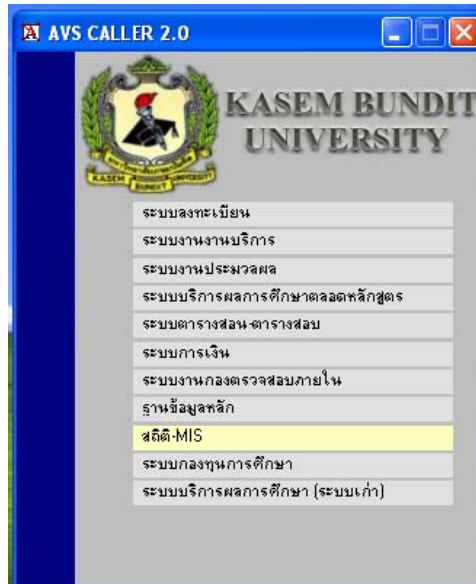 AVS CALLER 2.0
KASEM BUNDIT
UNIVERSITY
KASEM BUNDIT UNIVERSITY
ระบบลงทะเบียน
ระบบงานงานบริการ
ระบบงานประมวลผล
ระบบบริการผลการศึกษาตลอดหลักสูตร
ระบบตารางสอน-ตารางสอบ
ระบบการเงิน
ระบบงานกองตรวจสอบภายใน
ฐานข้อมูลหลัก
สถิติ-MIS
ระบบกองทุนการศึกษา
ระบบบริการผลการศึกษา (ระบบเก่า)